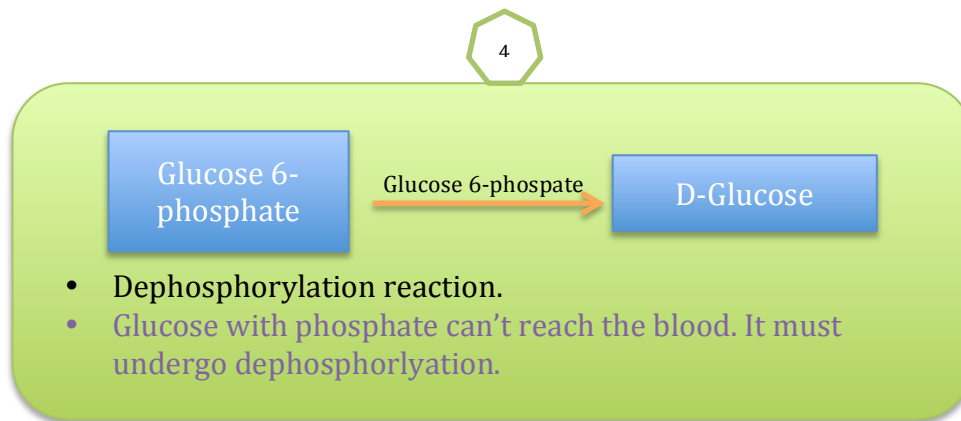 4
Glucose 6-
phosphate
Glucose 6-phospate
D-Glucose
• Dephosphorylation reaction.
• Glucose with phosphate can’t reach the blood. It must
undergo dephosphorlyation.